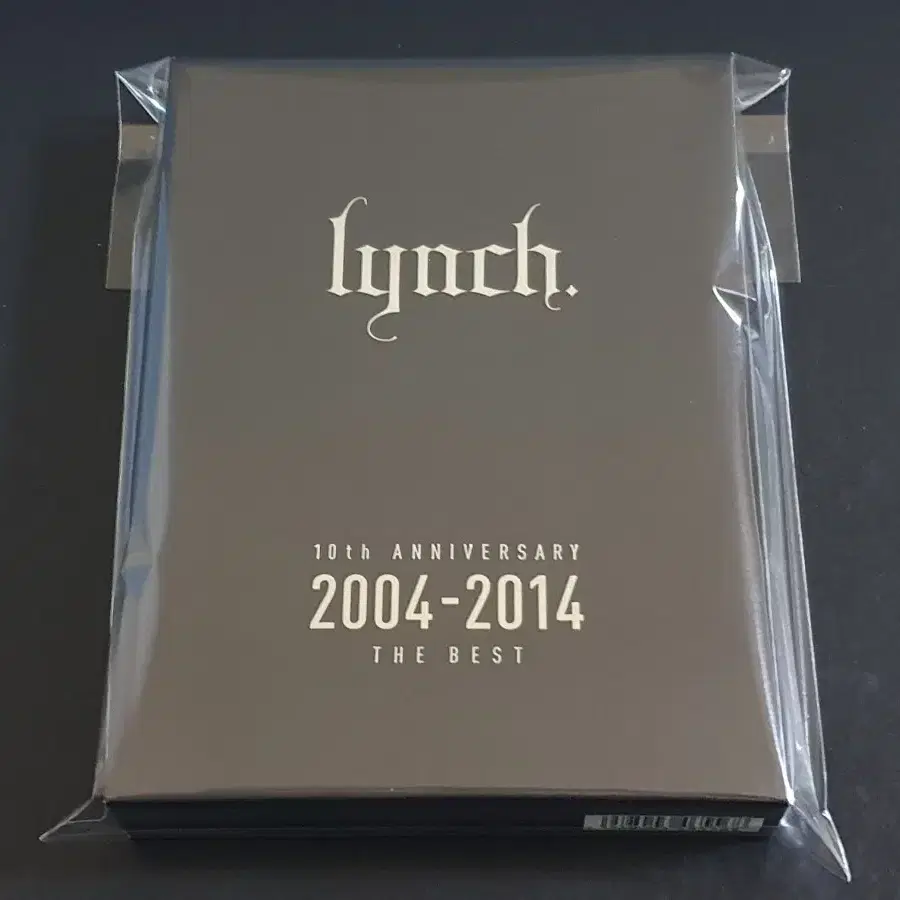 lynch.
10th ANNIVERSARY
2004-2014
THE BEST